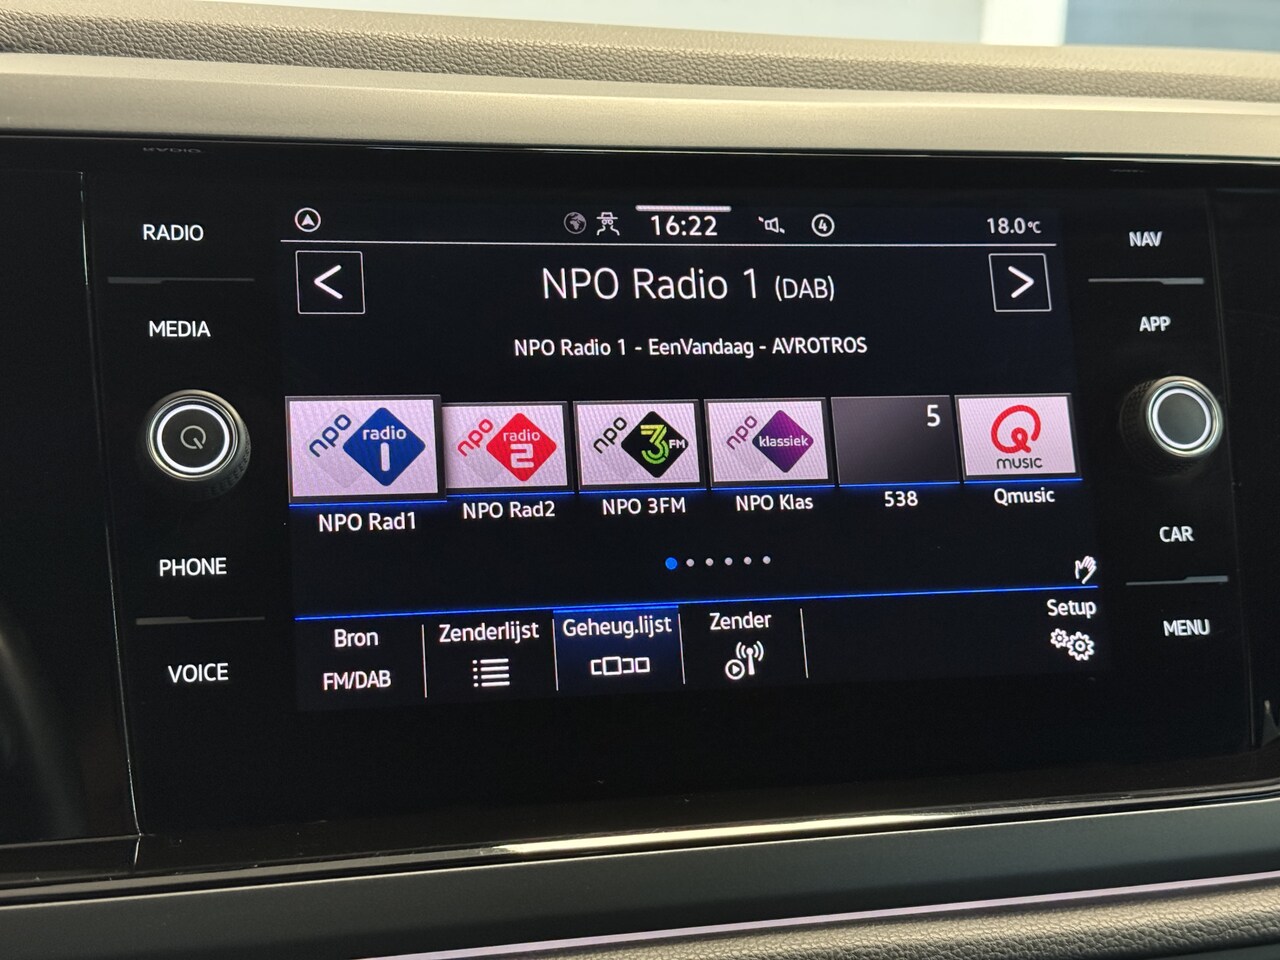 RADIO
MEDIA
PHONE
VOICE
16:22
4
18.0°C
<
NPO Radio 1 (DAB)
>
NPO Radio 1 - EenVandaag - AVROTROS
npo radio 1
npo radio 2
npo 3FM
npo klassiek
5
Q MUSIC
NPO Rad1
NPO Rad2
NPO 3FM
NPO Klas
538
Qmusic
Bron
FM/DAB
Zenderlijst
Geheug.lijst
Zender
Setup
NAV
APP
CAR
MENU